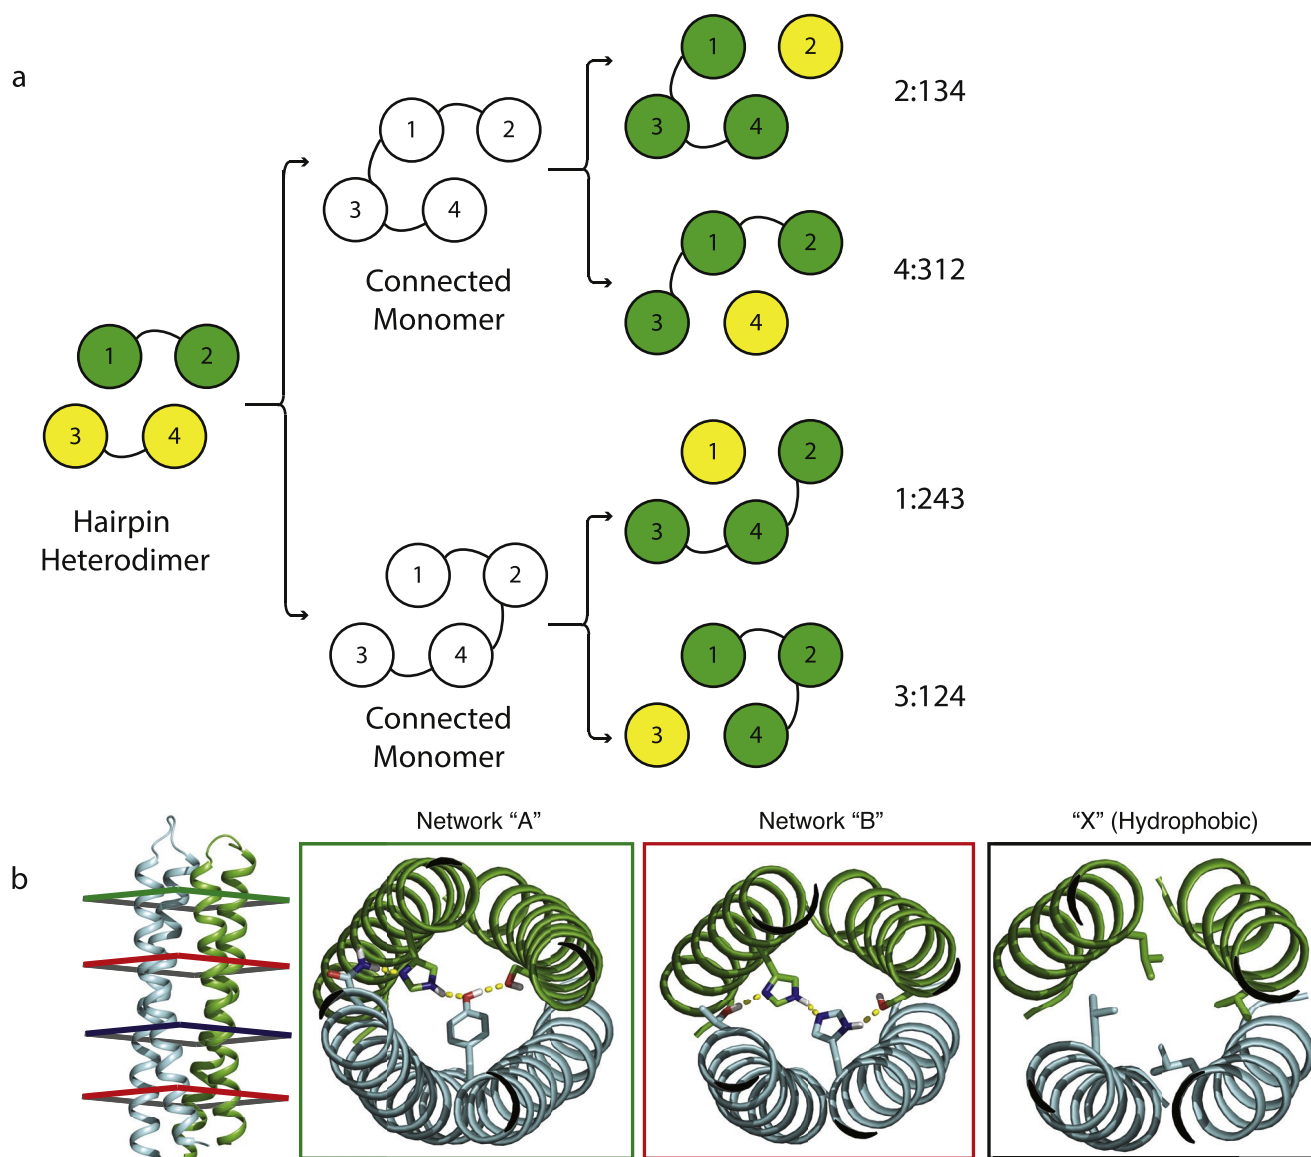 a
1
2
3
4
Hairpin
Heterodimer
1
2
3
4
Connected
Monomer
1
2
3
4
Connected
Monomer
1
2
3
4
2:134
1
2
3
4
4:312
1
2
3
4
1:243
1
2
3
4
3:124
b
Network “A”
Network “B”
“X” (Hydrophobic)